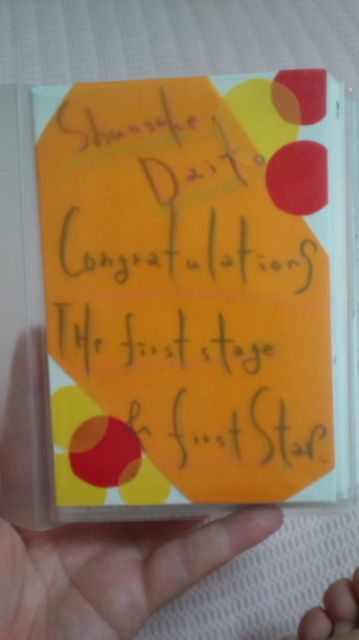 Shunsuke
Daito
Congratulations
THe first stage
& first Star.